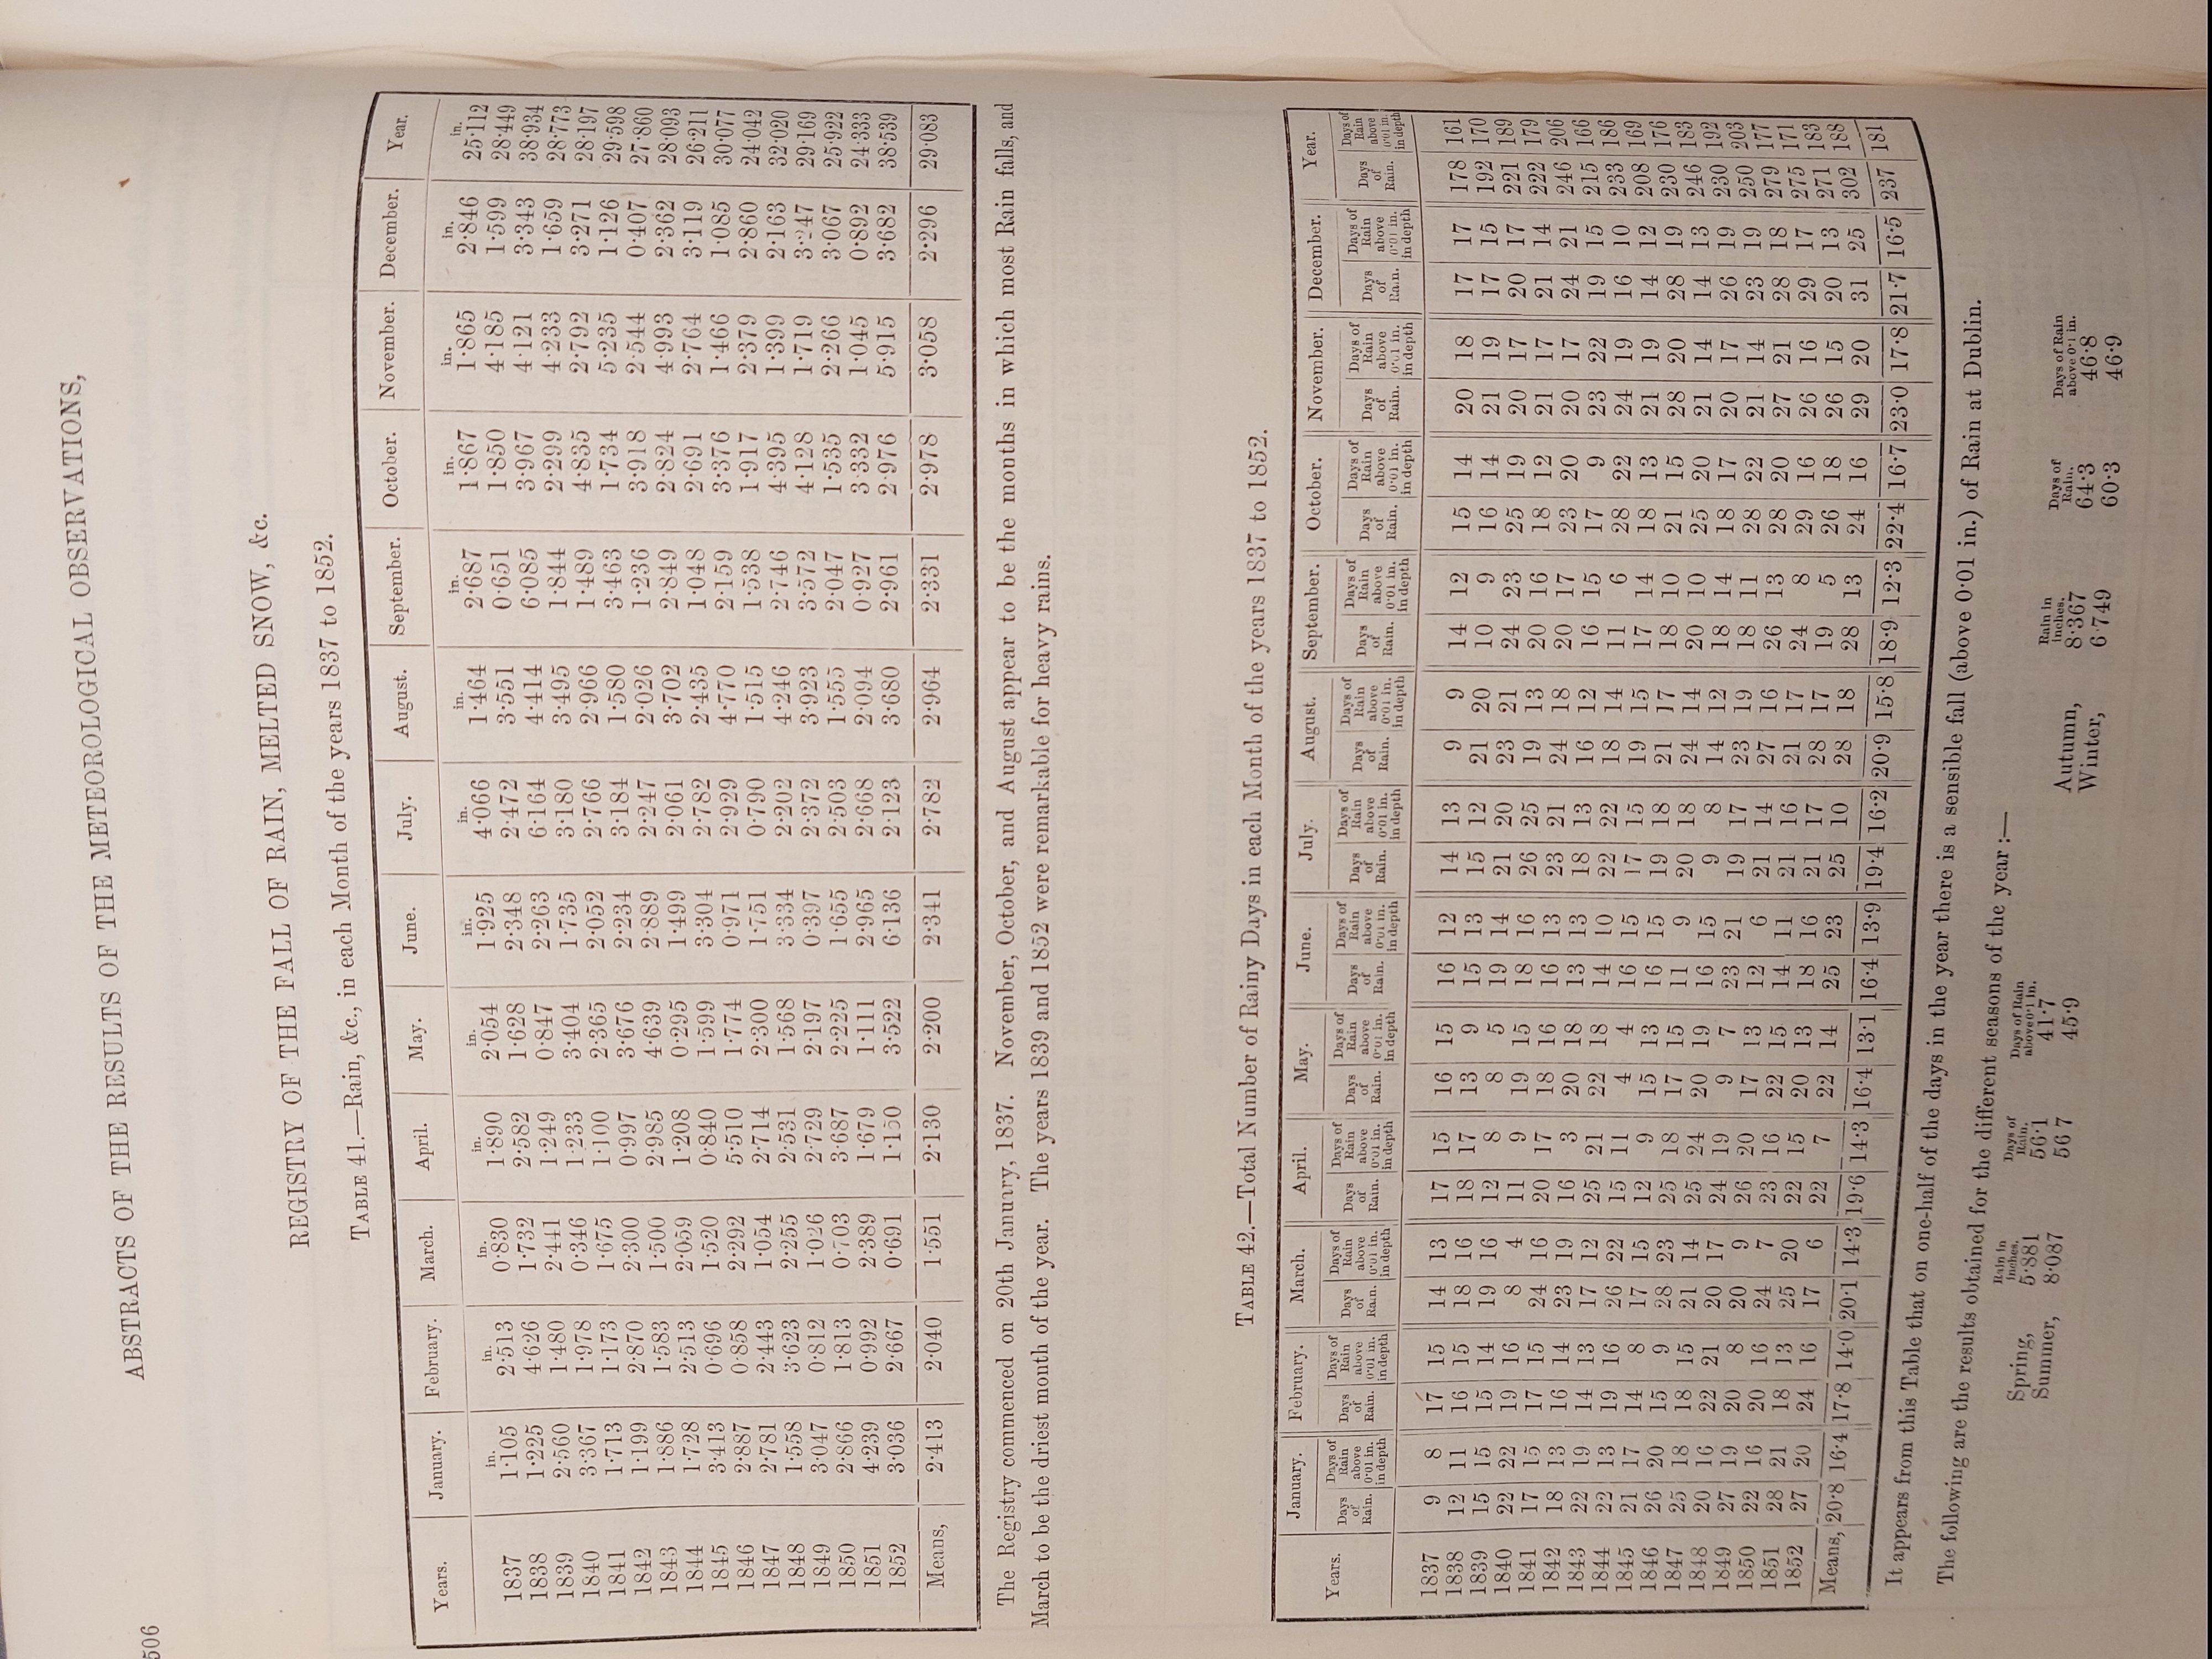 506
ABSTRACTS OF THE RESULTS OF THE METEOROLOGICAL OBSERVATIONS,
REGISTRY OF THE FALL OF RAIN, MELTED SNOW, &c.
TABLE 41.—Rain, &c., in each Month of the years 1837 to 1852.
Years. January. February. March. April. May. June. July. August. September. October. November. December. Year.
in. in. in. in. in. in. in. in. in. in. in. in. in.
1837 1·105 2·513 0·830 1·890 2·054 1·925 4·066 1·464 2·687 1·867 1·865 2·846 25·112
1838 1·225 4·626 1·732 2·582 1·628 2·348 2·472 3·551 0·651 1·850 4·185 1·599 28·449
1839 2·560 1·480 2·441 1·249 0·847 2·263 6·164 4·414 6·085 3·967 4·121 3·343 38·934
1840 3·367 1·978 0·346 1·233 3·404 1·735 3·180 3·495 1·844 2·299 4·233 1·659 28·773
1841 1·713 1·173 1·675 1·100 2·365 2·052 2·766 2·966 1·489 4·835 2·792 3·271 28·197
1842 1·199 2·870 2·300 0·997 3·676 2·234 3·184 1·580 3·463 1·734 5·235 1·126 29·598
1843 1·886 1·583 1·500 2·985 4·639 2·889 2·247 2·026 1·236 3·918 2·544 0·407 27·860
1844 1·728 2·513 2·059 1·208 0·295 1·499 2·061 3·702 2·849 2·824 4·993 2·362 28·093
1845 3·413 0·696 1·520 0·840 1·599 3·304 2·782 2·435 1·048 2·691 2·764 3·119 26·211
1846 2·887 0·858 2·292 5·510 1·774 0·971 2·929 4·770 2·159 3·376 1·466 1·085 30·077
1847 2·781 2·443 1·054 2·714 2·300 1·751 0·790 1·515 1·538 1·917 2·379 2·860 24·042
1848 1·558 3·623 2·255 2·531 1·568 3·334 2·202 4·246 2·746 4·395 1·399 2·163 32·020
1849 3·047 0·812 1·026 2·729 2·197 0·397 2·372 3·923 3·572 4·128 1·719 3·247 29·169
1850 2·866 1·813 0·703 3·687 2·225 1·655 2·503 1·555 2·047 1·535 2·266 3·067 25·922
1851 4·239 0·992 2·389 1·679 1·111 2·965 2·668 2·094 0·927 3·332 1·045 0·892 24·333
1852 3·036 2·667 0·691 1·150 3·522 6·136 2·123 3·680 2·961 2·976 5·915 3·682 38·539
Means, 2·413 2·040 1·551 2·130 2·200 2·341 2·782 2·964 2·331 2·978 3·058 2·296 29·083
The Registry commenced on 20th January, 1837. November, October, and August appear to be the months in which most Rain falls, and
March to be the driest month of the year. The years 1839 and 1852 were remarkable for heavy rains.
TABLE 42.—Total Number of Rainy Days in each Month of the years 1837 to 1852.
Years. January. February. March. April. May. June. July. August. September. October. November. December. Year.
Days of Rain. Days of Rain above 0·01 in. in depth Days of Rain. Days of Rain above 0·01 in. in depth Days of Rain. Days of Rain above 0·01 in. in depth Days of Rain. Days of Rain above 0·01 in. in depth Days of Rain. Days of Rain above 0·01 in. in depth Days of Rain. Days of Rain above 0·01 in. in depth Days of Rain. Days of Rain above 0·01 in. in depth Days of Rain. Days of Rain above 0·01 in. in depth Days of Rain. Days of Rain above 0·01 in. in depth Days of Rain. Days of Rain above 0·01 in. in depth Days of Rain. Days of Rain above 0·01 in. in depth Days of Rain. Days of Rain above 0·01 in. in depth Days of Rain. Days of Rain above 0·01 in. in depth
1837 9 8 17 15 14 13 17 15 16 15 16 12 14 13 9 9 14 12 15 14 20 18 17 17 178 161
1838 12 11 16 15 18 16 18 17 13 9 15 13 15 12 21 20 10 9 16 14 21 19 17 15 192 170
1839 15 15 15 14 19 16 12 8 8 5 19 14 21 20 23 21 24 23 25 19 20 17 20 17 221 189
1840 22 22 19 16 8 4 11 9 19 15 18 16 26 25 19 13 20 16 18 12 21 17 21 14 222 179
1841 17 15 17 15 24 16 20 17 18 16 16 13 23 21 24 18 20 17 23 20 20 17 24 21 246 206
1842 18 13 16 14 23 19 16 3 20 18 13 13 18 13 16 12 16 15 17 9 23 22 19 15 215 166
1843 22 19 14 13 17 12 25 21 22 18 14 10 22 22 18 14 11 6 28 22 24 19 16 10 233 186
1844 22 13 19 16 26 22 15 11 4 4 16 15 17 15 19 15 17 14 18 13 21 19 14 12 208 169
1845 21 17 14 8 17 15 12 9 15 13 16 15 19 18 21 17 18 10 21 15 28 20 28 19 230 176
1846 26 20 15 9 28 23 25 18 17 15 11 9 20 18 24 14 20 10 25 20 21 14 14 13 246 183
1847 25 18 18 15 21 14 25 24 20 19 16 15 9 8 14 12 18 14 18 17 20 17 26 19 230 192
1848 20 16 22 21 20 17 24 19 9 7 23 21 19 17 23 19 18 11 28 22 21 14 23 19 250 203
1849 27 19 20 8 20 9 26 20 17 13 12 6 21 14 27 16 26 13 28 20 27 21 28 18 279 177
1850 22 16 20 16 24 7 23 16 22 15 14 11 21 16 21 17 24 8 29 16 26 16 29 17 275 171
1851 28 21 18 13 25 20 22 15 20 13 18 16 21 17 28 17 19 5 26 18 26 15 20 13 271 183
1852 27 20 24 16 17 6 22 7 22 14 25 23 25 10 28 18 28 13 24 16 29 20 31 25 302 188
Means, 20·8 16·4 17·8 14·0 20·1 14·3 19·6 14·3 16·4 13·1 16·4 13·9 19·4 16·2 20·9 15·8 18·9 12·3 22·4 16·7 23·0 17·8 21·7 16·5 237 181
It appears from this Table that on one-half of the days in the year there is a sensible fall (above 0·01 in.) of Rain at Dublin.
The following are the results obtained for the different seasons of the year :—
Rain in inches. Days of Rain. Days of Rain above 0·1 in.
Spring, 5·881 56·1 41·7
Summer, 8·087 56 7 45·9
Rain in inches. Days of Rain. Days of Rain above 0·1 in.
Autumn, 8·367 64·3 46·8
Winter, 6·749 60·3 46·9